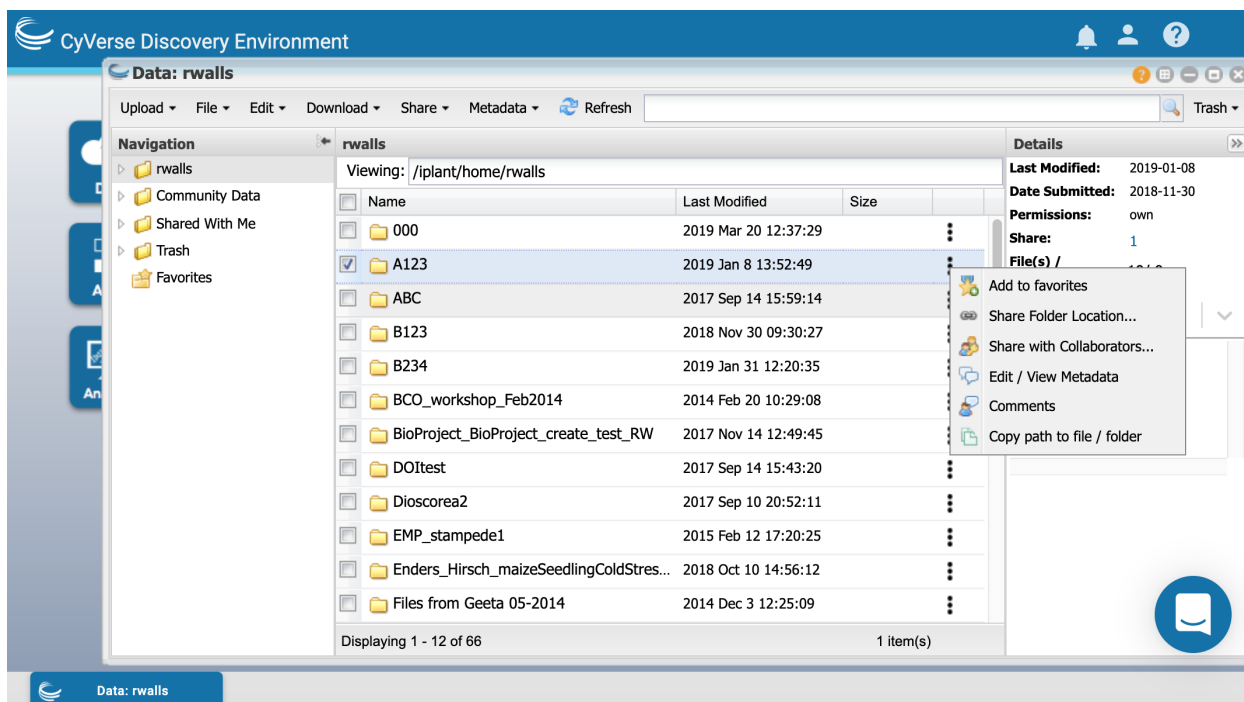 CyVerse Discovery Environment
Data: rwalls
Upload File Edit Download Share Metadata Refresh Trash
Navigation
rwalls
Community Data
Shared With Me
Trash
Favorites
rwalls
Viewing: /iplant/home/rwalls
Name Last Modified Size
000 2019 Mar 20 12:37:29
A123 2019 Jan 8 13:52:49
ABC 2017 Sep 14 15:59:14
B123 2018 Nov 30 09:30:27
B234 2019 Jan 31 12:20:35
BCO_workshop_Feb2014 2014 Feb 20 10:29:08
BioProject_BioProject_create_test_RW 2017 Nov 14 12:49:45
DOItest 2017 Sep 14 15:43:20
Dioscorea2 2017 Sep 10 20:52:11
EMP_stampede1 2015 Feb 12 17:20:25
Enders_Hirsch_maizeSeedlingColdStres... 2018 Oct 10 14:56:12
Files from Geeta 05-2014 2014 Dec 3 12:25:09
Displaying 1 - 12 of 66 1 item(s)
Details
Last Modified: 2019-01-08
Date Submitted: 2018-11-30
Permissions: own
Share: 1
File(s) /
Add to favorites
Share Folder Location...
Share with Collaborators...
Edit / View Metadata
Comments
Copy path to file / folder
An
Data: rwalls